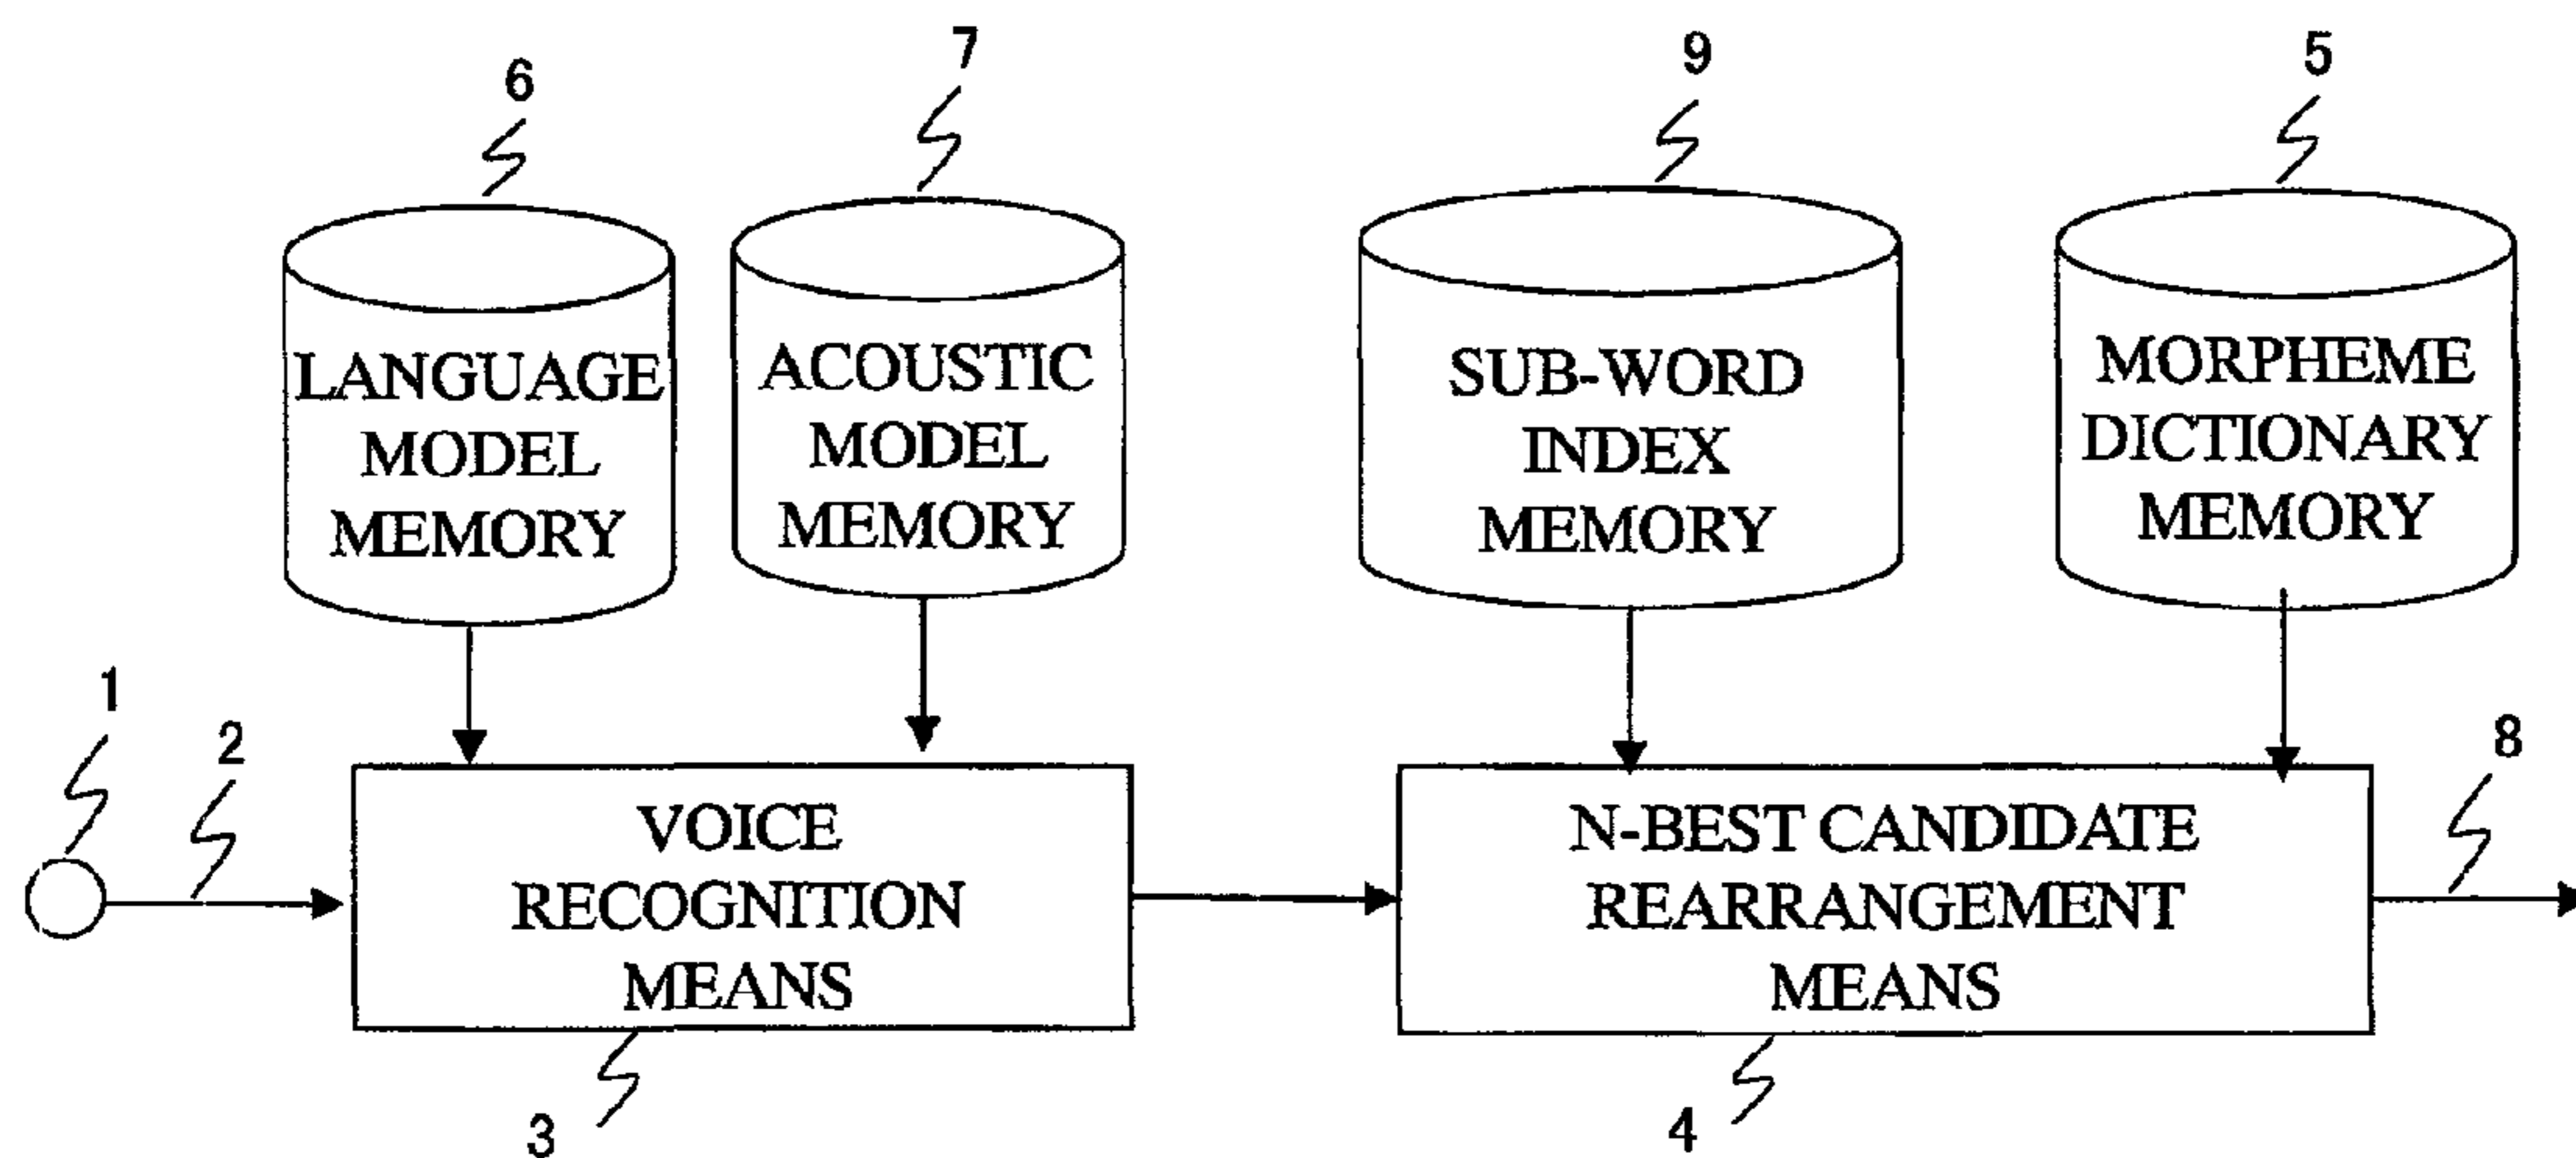 6
7
9
5
LANGUAGE
MODEL
MEMORY
ACOUSTIC
MODEL
MEMORY
SUB-WORD
INDEX
MEMORY
MORPHEME
DICTIONARY
MEMORY
1
2
8
VOICE
RECOGNITION
MEANS
N-BEST CANDIDATE
REARRANGEMENT
MEANS
3
4